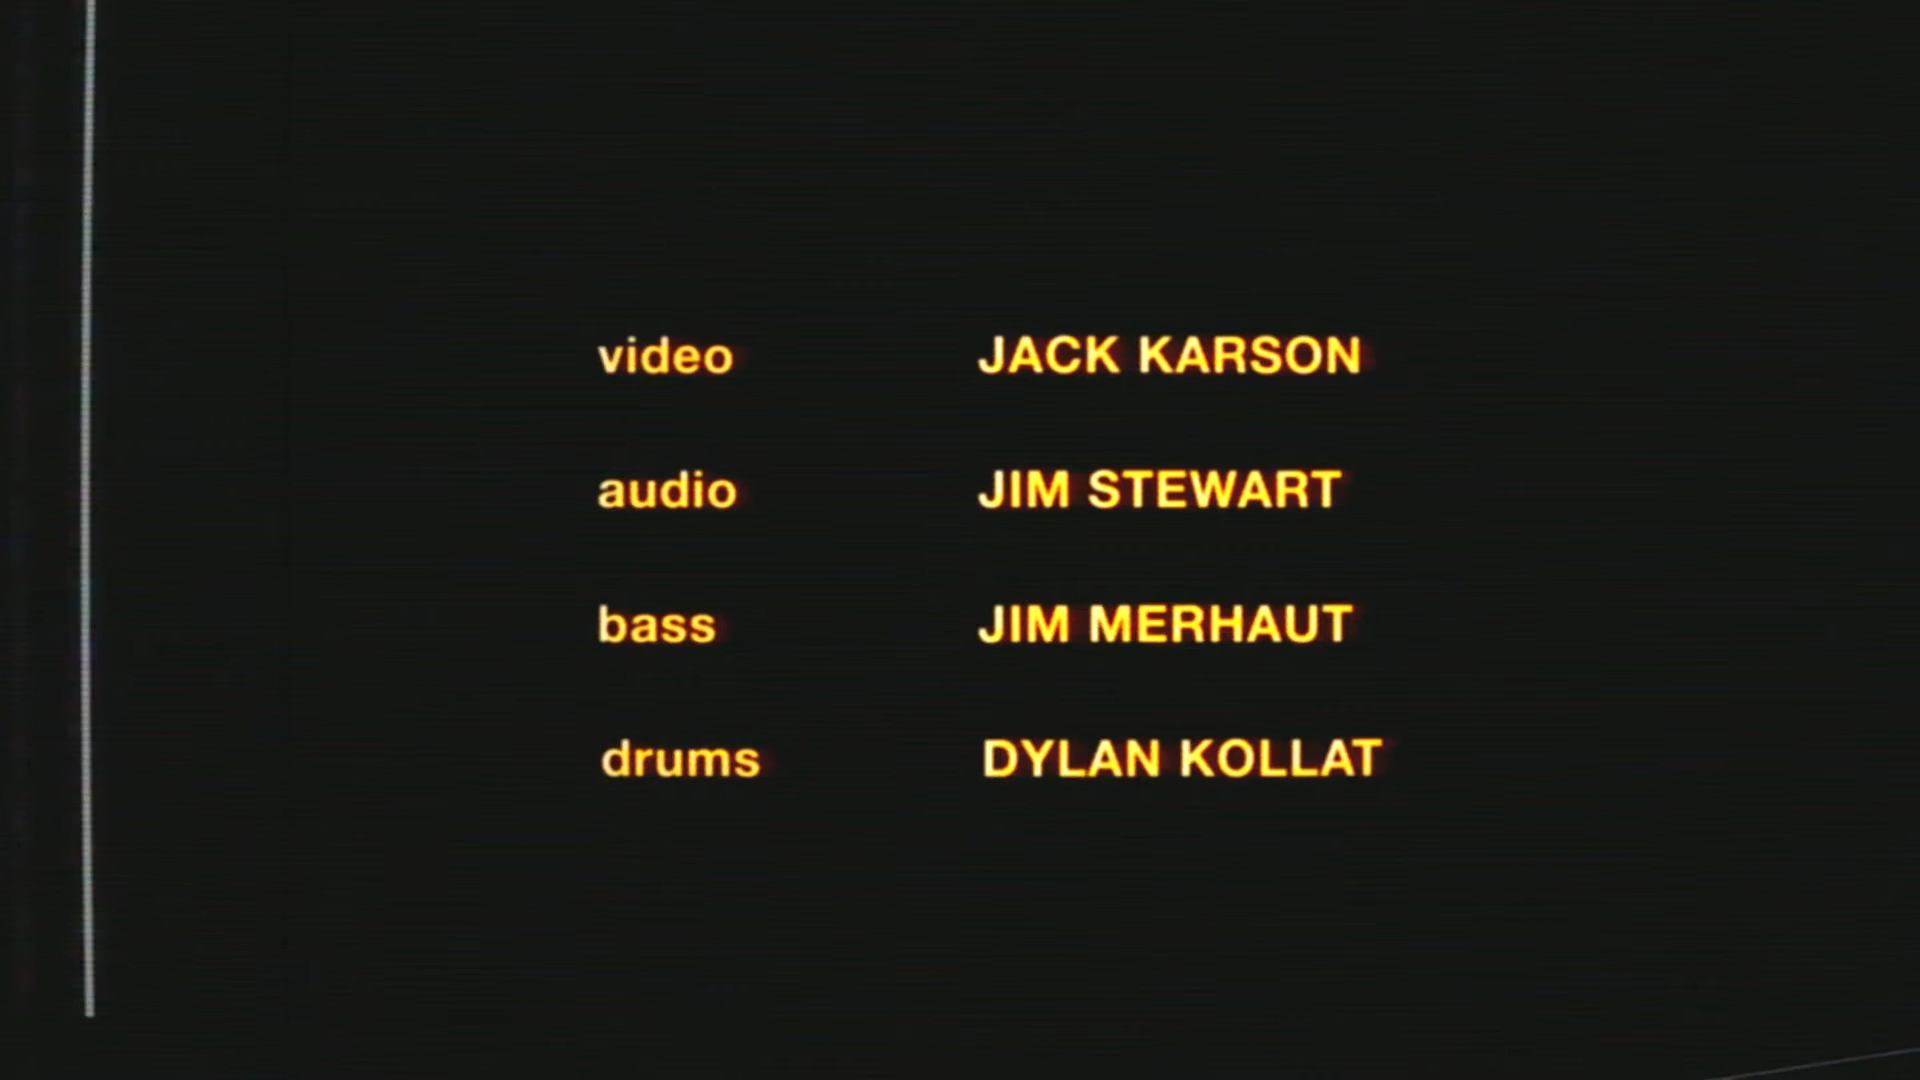 video JACK KARSON
audio JIM STEWART
bass JIM MERHAUT
drums DYLAN KOLLAT